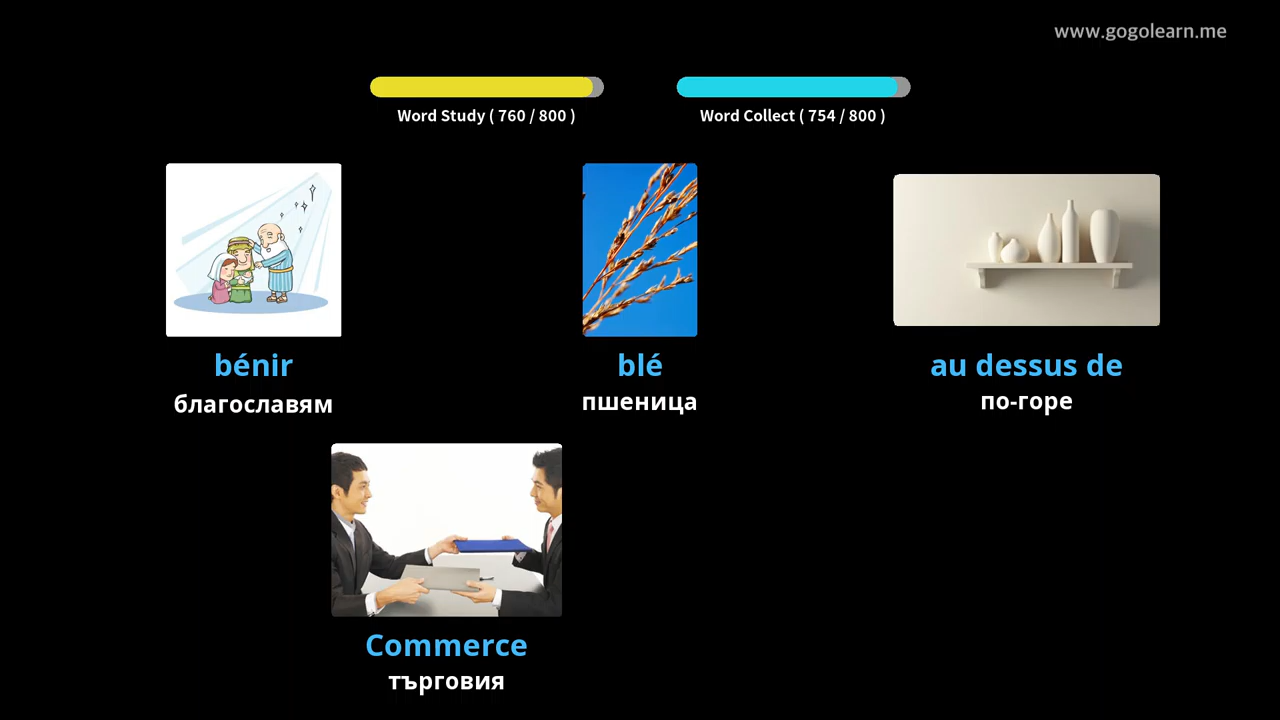 www.gogolearn.me
Word Study ( 760 / 800 )
Word Collect ( 754 / 800 )
bénir
благославям
blé
пшеница
au dessus de
по-горе
Commerce
търговия